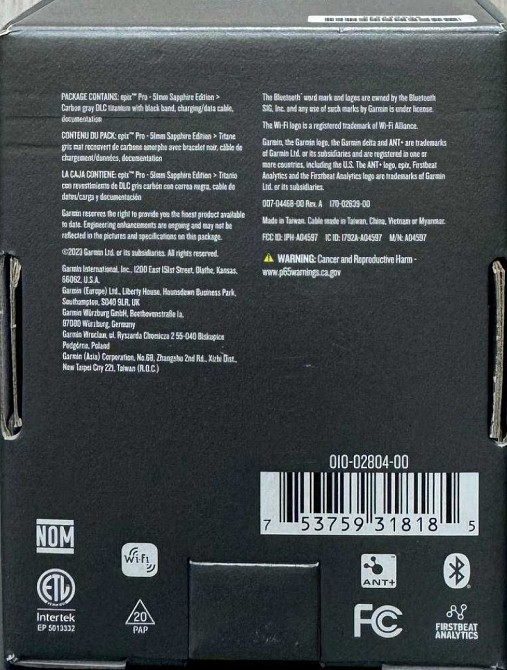 PACKAGE CONTAINS: epix™ Pro - 51mm Sapphire Edition >
Carbon gray DLC titanium with black band, charging/data cable,
documentation
CONTENU DU PACK: epix™ Pro - 51mm Sapphire Edition > Titane
gris mat recouvert de carbone amorphe avec bracelet noir, câble de
chargement/données, documentation
LA CAJA CONTIENE: epix™ Pro - 51mm Sapphire Edition > Titanio
con revestimiento de DLC gris carbón con correa negra, cable de
datos/carga y documentación
Garmin reserves the right to provide you the finest product available
to date. Engineering enhancements are ongoing and may not be
reflected in the pictures and specifications on this package.
©2023 Garmin Ltd. or its subsidiaries. All rights reserved.
Garmin International, Inc., 1200 East 151st Street, Olathe, Kansas,
66062, U.S.A.
Garmin (Europe) Ltd., Liberty House, Hounsdown Business Park,
Southampton, SO40 9LR, UK
Garmin Würzburg GmbH, Beethovenstraße 1a,
97080 Würzburg, Germany
Garmin Wrocław, ul. Ryszarda Chomicza 2 55-040 Biskupice
Podgórne, Poland
Garmin (Asia) Corporation, No.68, Zhangshu 2nd Rd., Xizhi Dist.,
New Taipei City 221, Taiwan (R.O.C.)
The Bluetooth® word mark and logos are owned by the Bluetooth
SIG, Inc. and any use of such marks by Garmin is under license.
The Wi-Fi logo is a registered trademark of Wi-Fi Alliance.
Garmin, the Garmin logo, the Garmin delta and ANT+ are trademarks
of Garmin Ltd. or its subsidiaries and are registered in one or
more countries, including the U.S. The ANT+ logo, epix, Firstbeat
Analytics and the Firstbeat Analytics logo are trademarks of Garmin
Ltd. or its subsidiaries.
007-04468-00 Rev. A 170-02839-00
Made in Taiwan. Cable made in Taiwan, China, Vietnam or Myanmar.
FCC ID: IPH-A04597 IC ID: 1792A-A04597 M/N: A04597
WARNING: Cancer and Reproductive Harm -
www.p65warnings.ca.gov
010-02804-00
7 53759 31818 5
NOM
Wi-Fi
ANT+
ETL
Intertek
EP 5013332
20
PAP
FC
FIRSTBEAT
ANALYTICS